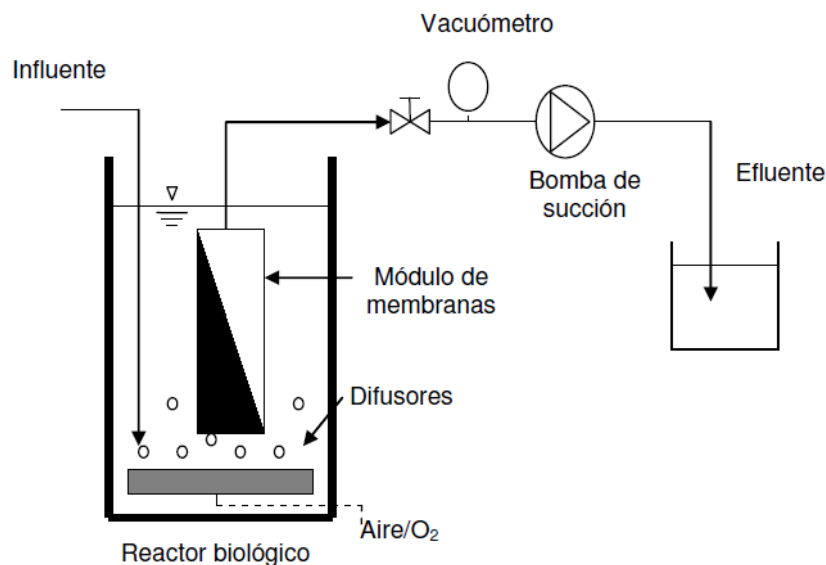 Vacuómetro
Influente
Bomba de
succión
Efluente
Módulo de
membranas
Difusores
Aire/O₂
Reactor biológico